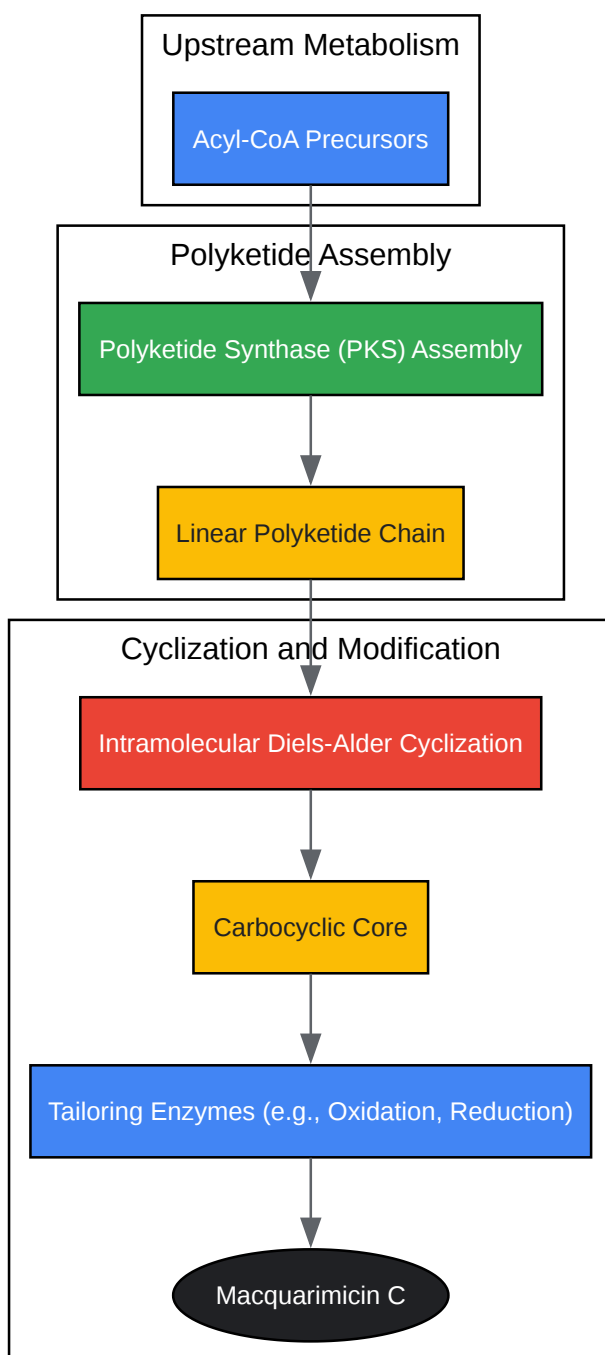 Upstream Metabolism
Acyl-CoA Precursors
Polyketide Assembly
Polyketide Synthase (PKS) Assembly
Linear Polyketide Chain
Cyclization and Modification
Intramolecular Diels-Alder Cyclization
Carbocyclic Core
Tailoring Enzymes (e.g., Oxidation, Reduction)
Macquarimicin C